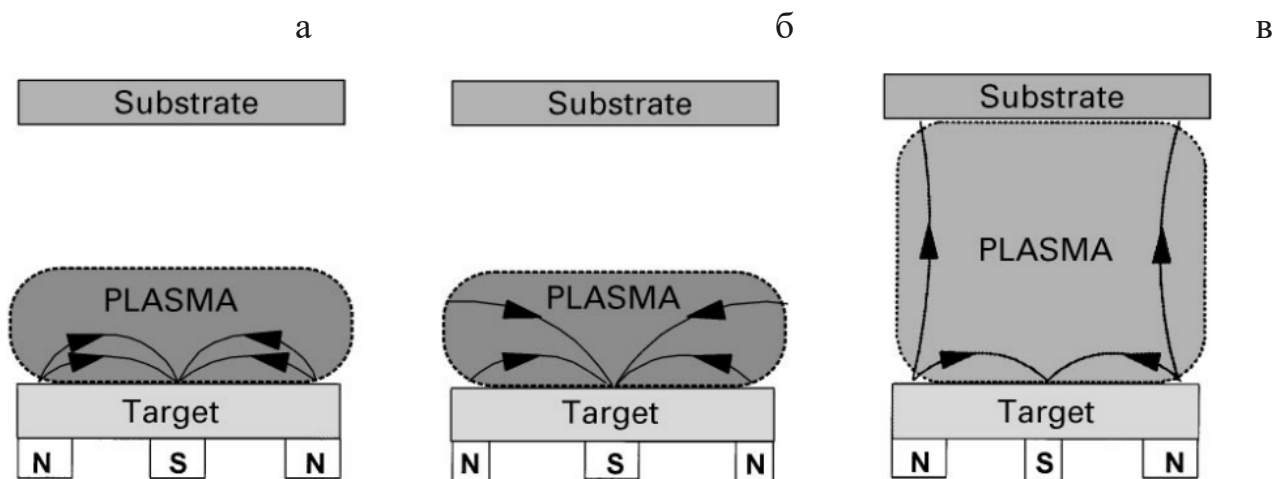 а б в
Substrate Substrate Substrate
PLASMA PLASMA PLASMA
Target Target Target
N S N N S N N S N